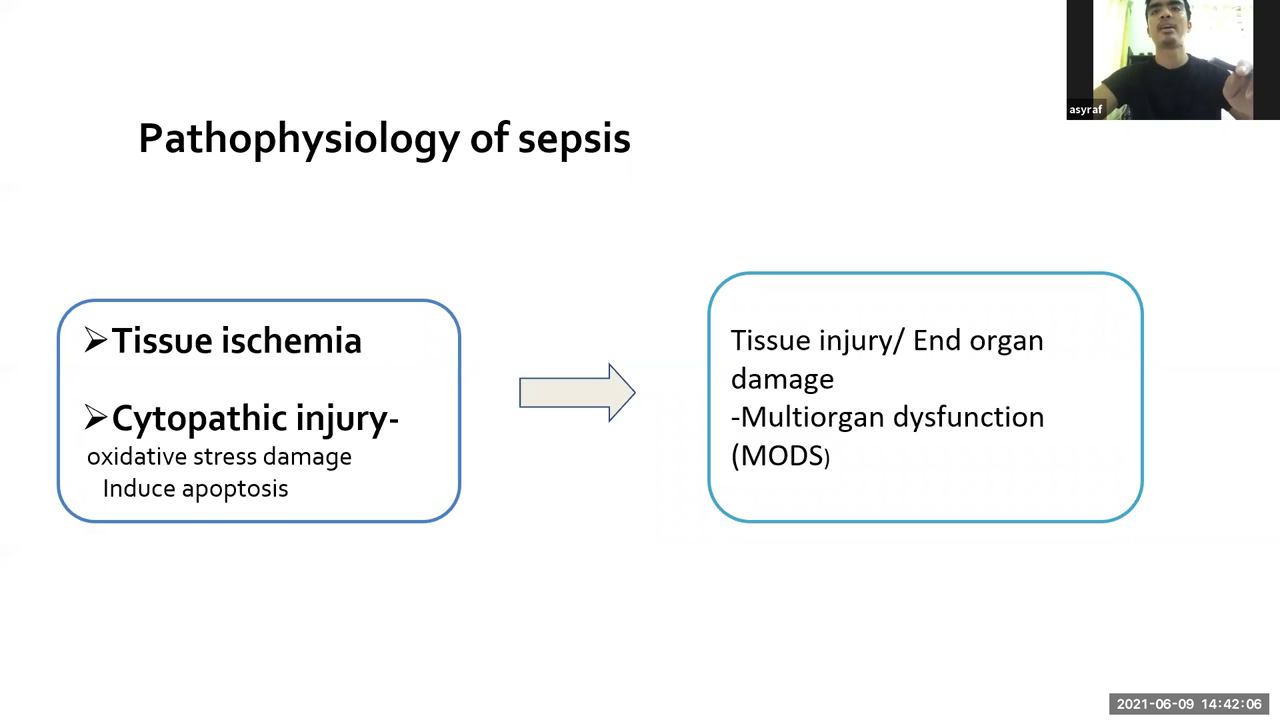 asyraf
Pathophysiology of sepsis
➢Tissue ischemia
➢Cytopathic injury-
oxidative stress damage
Induce apoptosis
Tissue injury/ End organ
damage
-Multiorgan dysfunction
(MODS)
2021-06-09 14:42:06